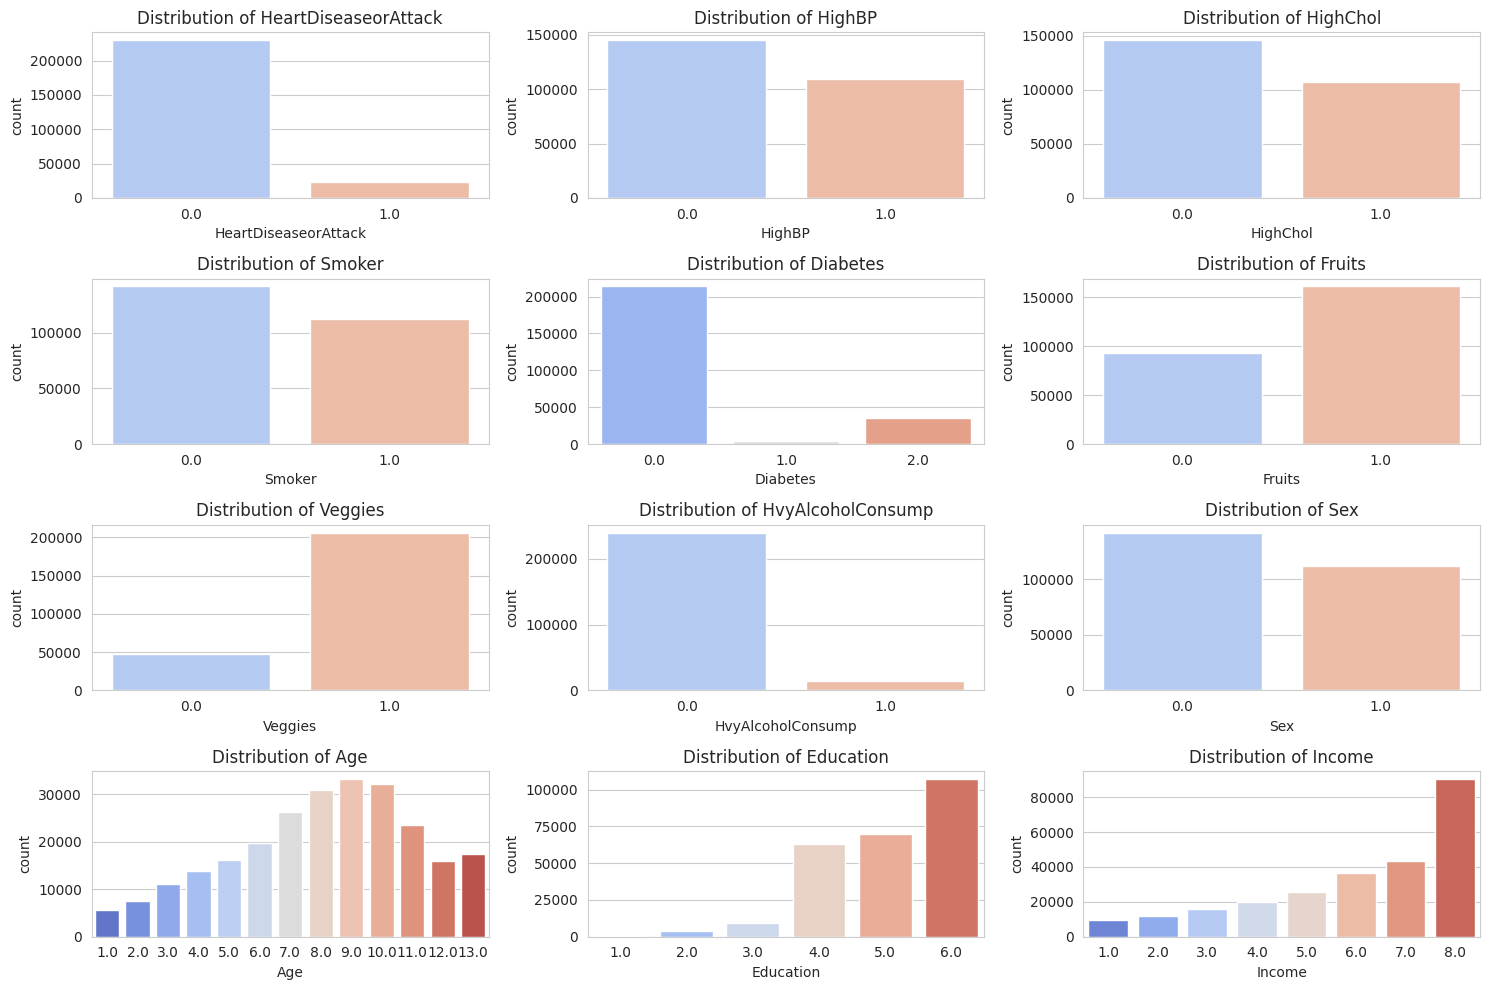 Distribution of HeartDiseaseorAttack
count
200000
150000
100000
50000
0
0.0 1.0
HeartDiseaseorAttack
Distribution of HighBP
count
150000
100000
50000
0
0.0 1.0
HighBP
Distribution of HighChol
count
150000
100000
50000
0
0.0 1.0
HighChol
Distribution of Smoker
count
100000
50000
0
0.0 1.0
Smoker
Distribution of Diabetes
count
200000
150000
100000
50000
0
0.0 1.0 2.0
Diabetes
Distribution of Fruits
count
150000
100000
50000
0
0.0 1.0
Fruits
Distribution of Veggies
count
200000
150000
100000
50000
0
0.0 1.0
Veggies
Distribution of HvyAlcoholConsump
count
200000
100000
0
0.0 1.0
HvyAlcoholConsump
Distribution of Sex
count
100000
50000
0
0.0 1.0
Sex
Distribution of Age
count
30000
20000
10000
0
1.0 2.0 3.0 4.0 5.0 6.0 7.0 8.0 9.0 10.0 11.0 12.0 13.0
Age
Distribution of Education
count
100000
75000
50000
25000
0
1.0 2.0 3.0 4.0 5.0 6.0
Education
Distribution of Income
count
80000
60000
40000
20000
0
1.0 2.0 3.0 4.0 5.0 6.0 7.0 8.0
Income